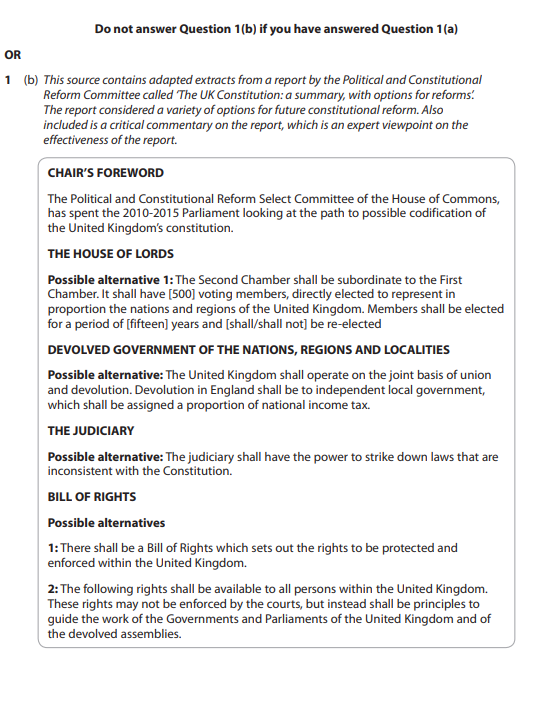 Do not answer Question 1(b) if you have answered Question 1(a)
OR
1 (b) This source contains adapted extracts from a report by the Political and Constitutional
Reform Committee called ‘The UK Constitution: a summary, with options for reforms’.
The report considered a variety of options for future constitutional reform. Also
included is a critical commentary on the report, which is an expert viewpoint on the
effectiveness of the report.
CHAIR’S FOREWORD
The Political and Constitutional Reform Select Committee of the House of Commons,
has spent the 2010-2015 Parliament looking at the path to possible codification of
the United Kingdom’s constitution.
THE HOUSE OF LORDS
Possible alternative 1: The Second Chamber shall be subordinate to the First
Chamber. It shall have [500] voting members, directly elected to represent in
proportion the nations and regions of the United Kingdom. Members shall be elected
for a period of [fifteen] years and [shall/shall not] be re-elected
DEVOLVED GOVERNMENT OF THE NATIONS, REGIONS AND LOCALITIES
Possible alternative: The United Kingdom shall operate on the joint basis of union
and devolution. Devolution in England shall be to independent local government,
which shall be assigned a proportion of national income tax.
THE JUDICIARY
Possible alternative: The judiciary shall have the power to strike down laws that are
inconsistent with the Constitution.
BILL OF RIGHTS
Possible alternatives
1: There shall be a Bill of Rights which sets out the rights to be protected and
enforced within the United Kingdom.
2: The following rights shall be available to all persons within the United Kingdom.
These rights may not be enforced by the courts, but instead shall be principles to
guide the work of the Governments and Parliaments of the United Kingdom and of
the devolved assemblies.